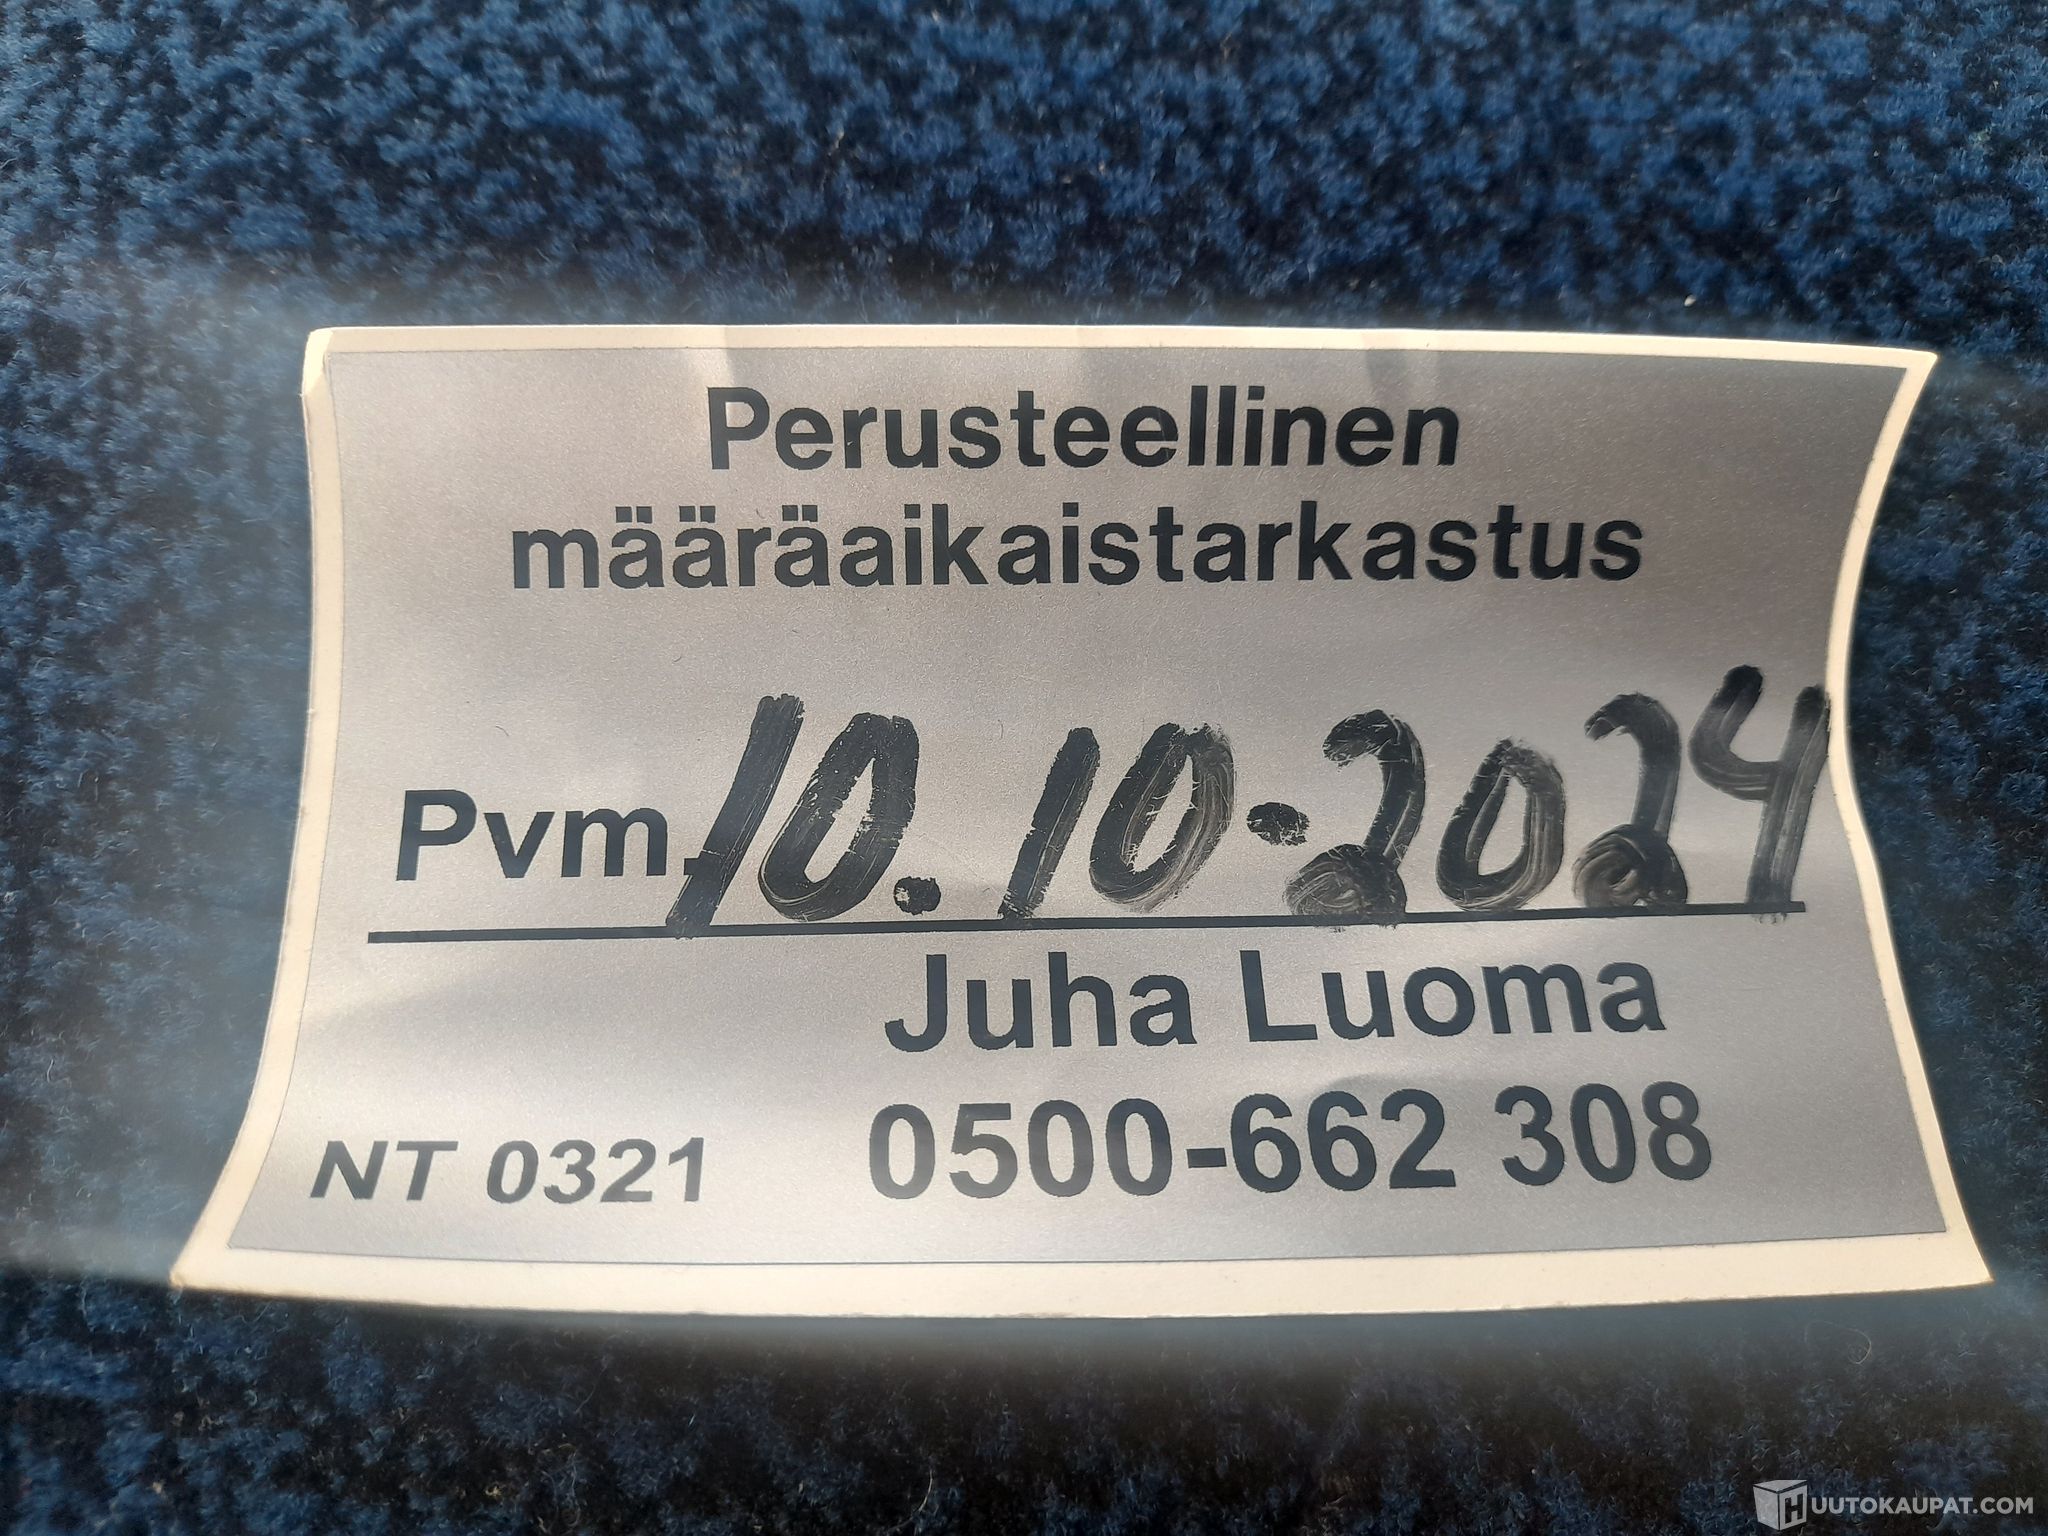 Perusteellinen
määräaikaistarkastus
Pvm. 10.10.2024
Juha Luoma
NT 0321 0500-662 308
HUUTOKAUPAT.COM